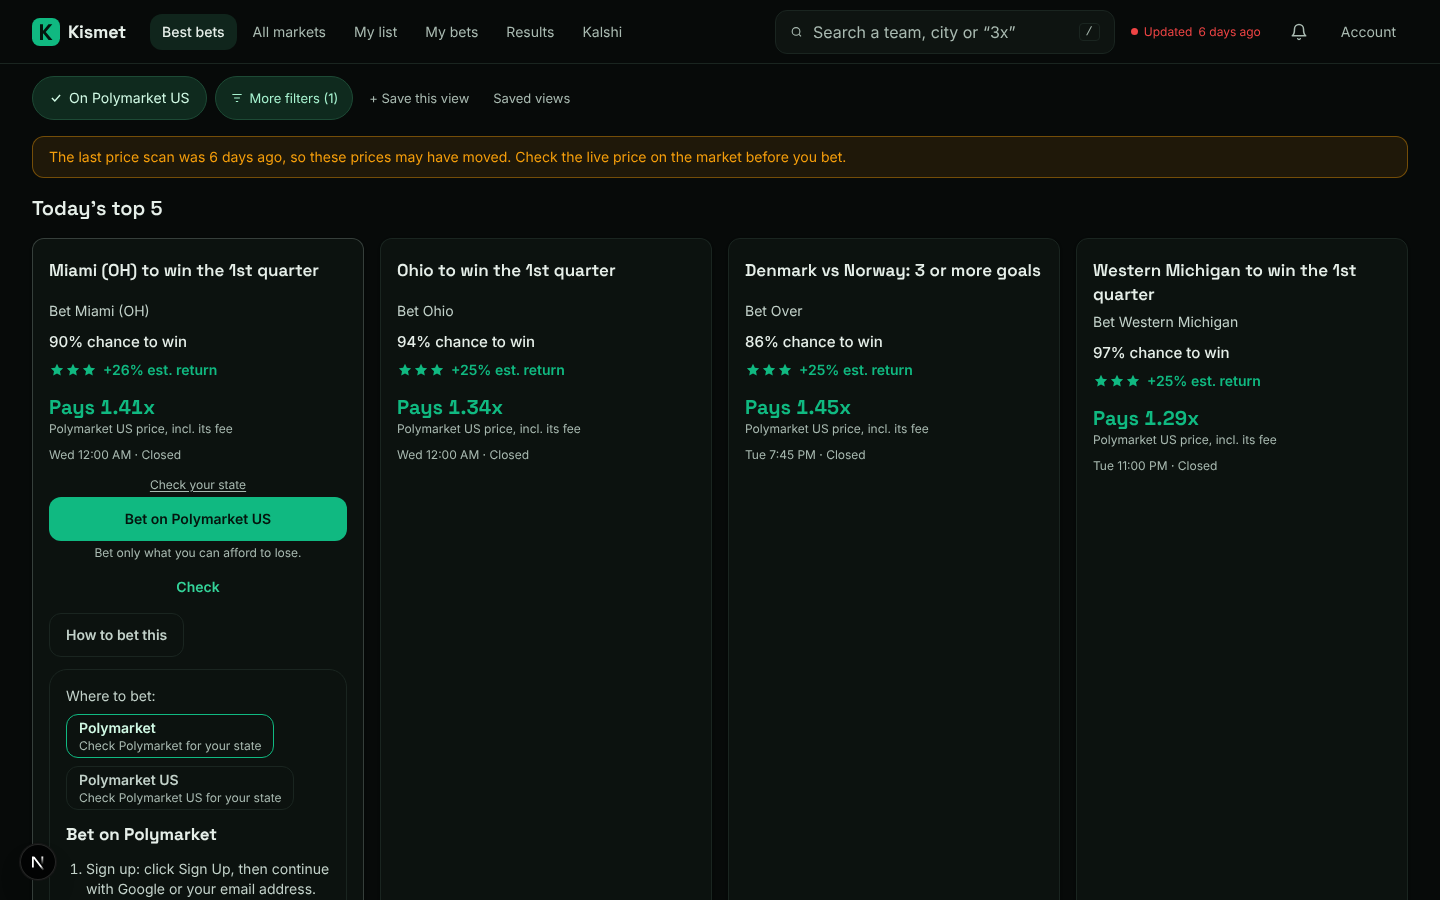 K Kismet
Best bets
All markets
My list
My bets
Results
Kalshi
Search a team, city or “3x”
/
Updated 6 days ago
Account
On Polymarket US
More filters (1)
+ Save this view
Saved views
The last price scan was 6 days ago, so these prices may have moved. Check the live price on the market before you bet.
Today’s top 5
Miami (OH) to win the 1st quarter
Bet Miami (OH)
90% chance to win
★★★ +26% est. return
Pays 1.41x
Polymarket US price, incl. its fee
Wed 12:00 AM · Closed
Check your state
Bet on Polymarket US
Bet only what you can afford to lose.
Check
How to bet this
Where to bet:
Polymarket
Check Polymarket for your state
Polymarket US
Check Polymarket US for your state
Bet on Polymarket
1. Sign up: click Sign Up, then continue
with Google or your email address.
Ohio to win the 1st quarter
Bet Ohio
94% chance to win
★★★ +25% est. return
Pays 1.34x
Polymarket US price, incl. its fee
Wed 12:00 AM · Closed
Denmark vs Norway: 3 or more goals
Bet Over
86% chance to win
★★★ +25% est. return
Pays 1.45x
Polymarket US price, incl. its fee
Tue 7:45 PM · Closed
Western Michigan to win the 1st
quarter
Bet Western Michigan
97% chance to win
★★★ +25% est. return
Pays 1.29x
Polymarket US price, incl. its fee
Tue 11:00 PM · Closed
N